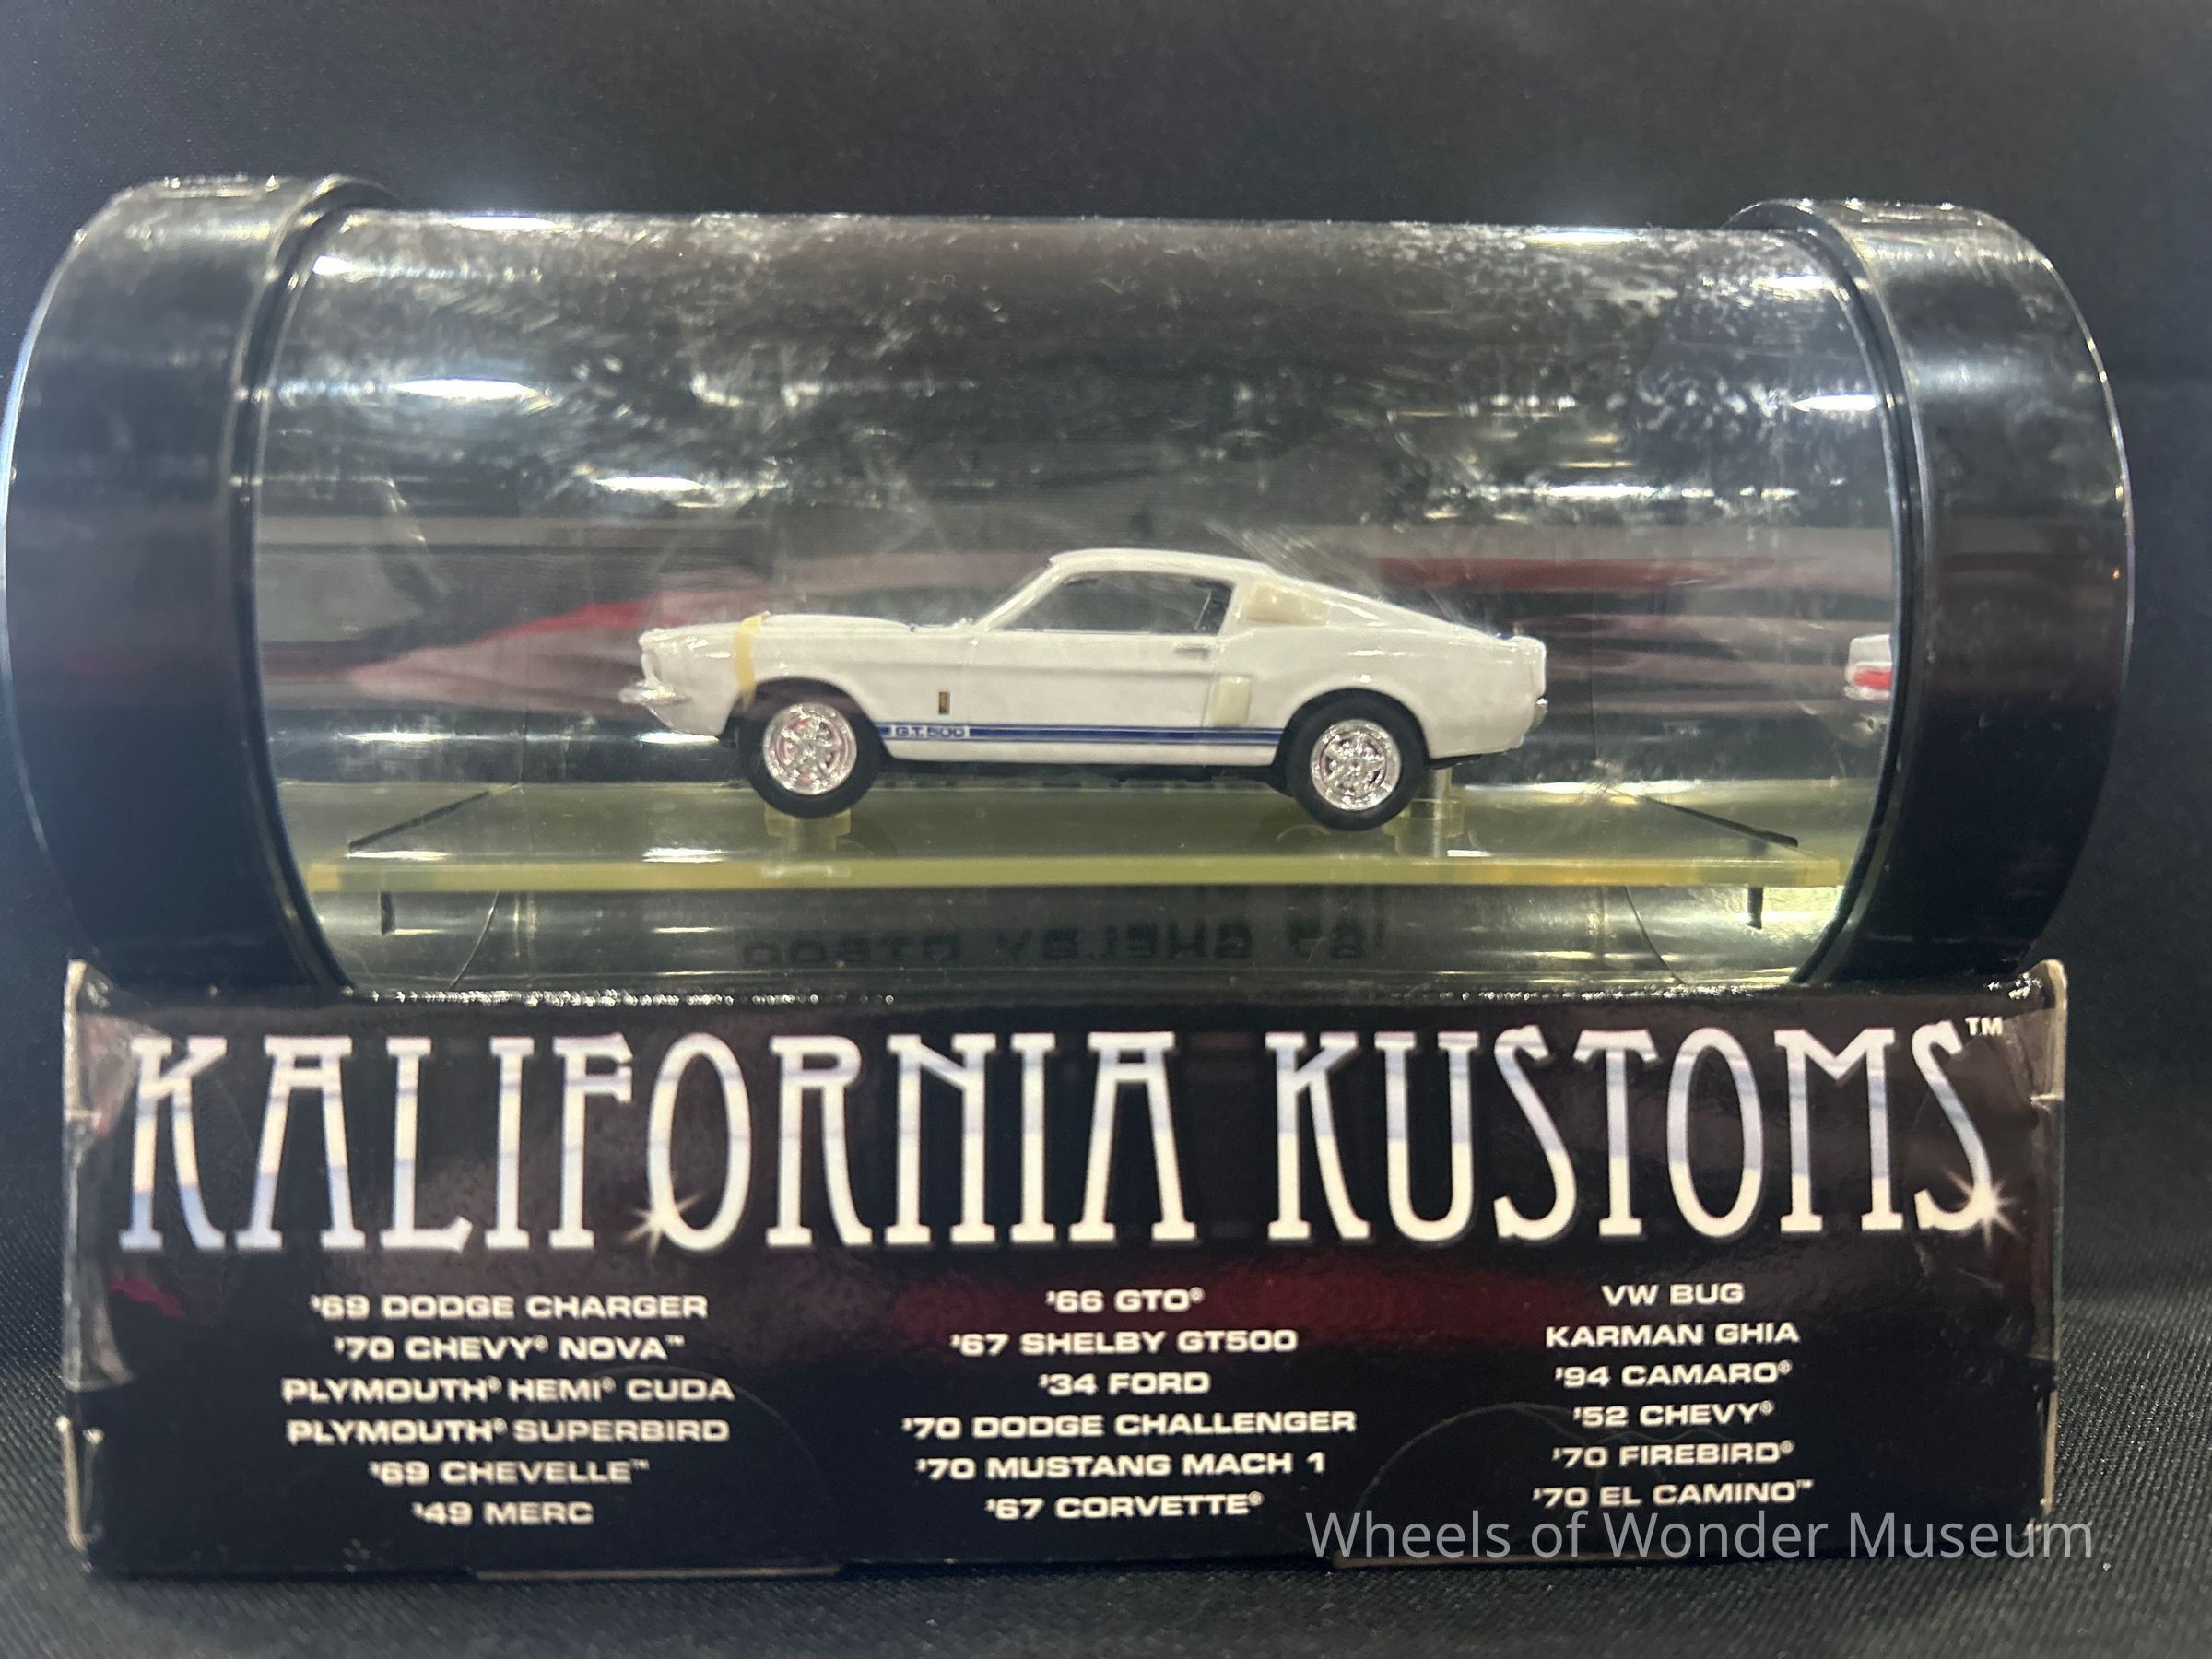 G.T.500
'67 SHELBY GT500
KALIFORNIA KUSTOMS™
'69 DODGE CHARGER
'70 CHEVY® NOVA™
PLYMOUTH® HEMI® CUDA
PLYMOUTH® SUPERBIRD
'69 CHEVELLE™
'49 MERC
'66 GTO®
'67 SHELBY GT500
'34 FORD
'70 DODGE CHALLENGER
'70 MUSTANG MACH 1
'67 CORVETTE®
VW BUG
KARMAN GHIA
'94 CAMARO®
'52 CHEVY®
'70 FIREBIRD®
'70 EL CAMINO™
Wheels of Wonder Museum